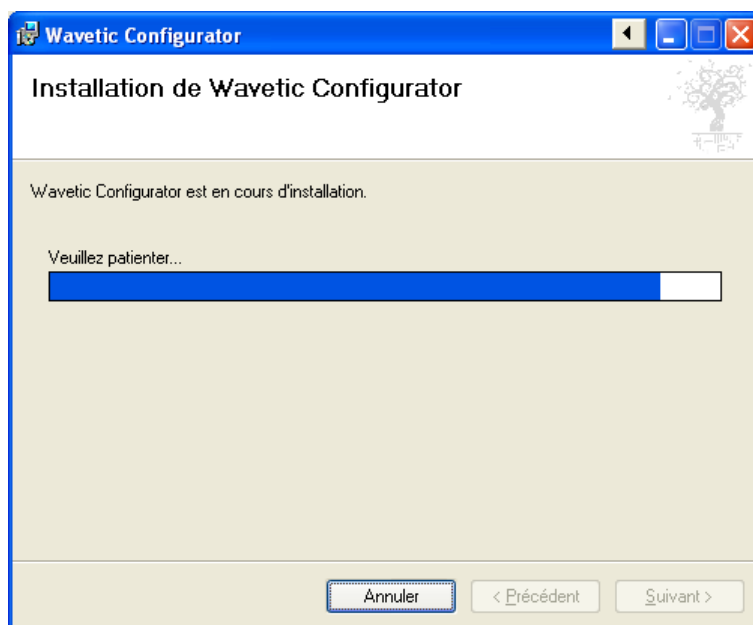 Wavetic Configurator
Installation de Wavetic Configurator
Wavetic Configurator est en cours d'installation.
Veuillez patienter...
Annuler
< Précédent
Suivant >